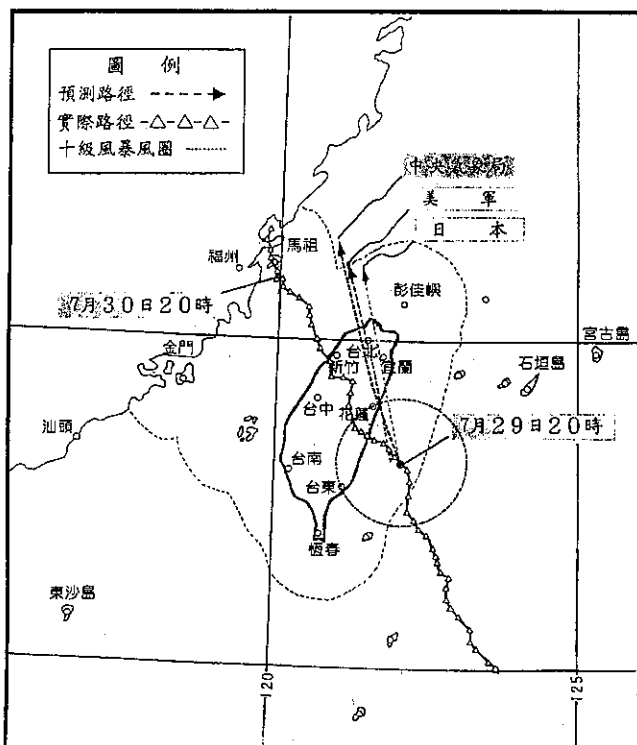 圖 例
預測路徑
實際路徑
十級風暴風圈
中央氣象局
美 軍
日 本
馬祖
福州
7月30日20時
彭佳嶼
金門
宮古島
台北
新竹
宜蘭
石垣島
汕頭
台中
花蓮
7月29日20時
台南
台東
恆春
東沙島
120
125